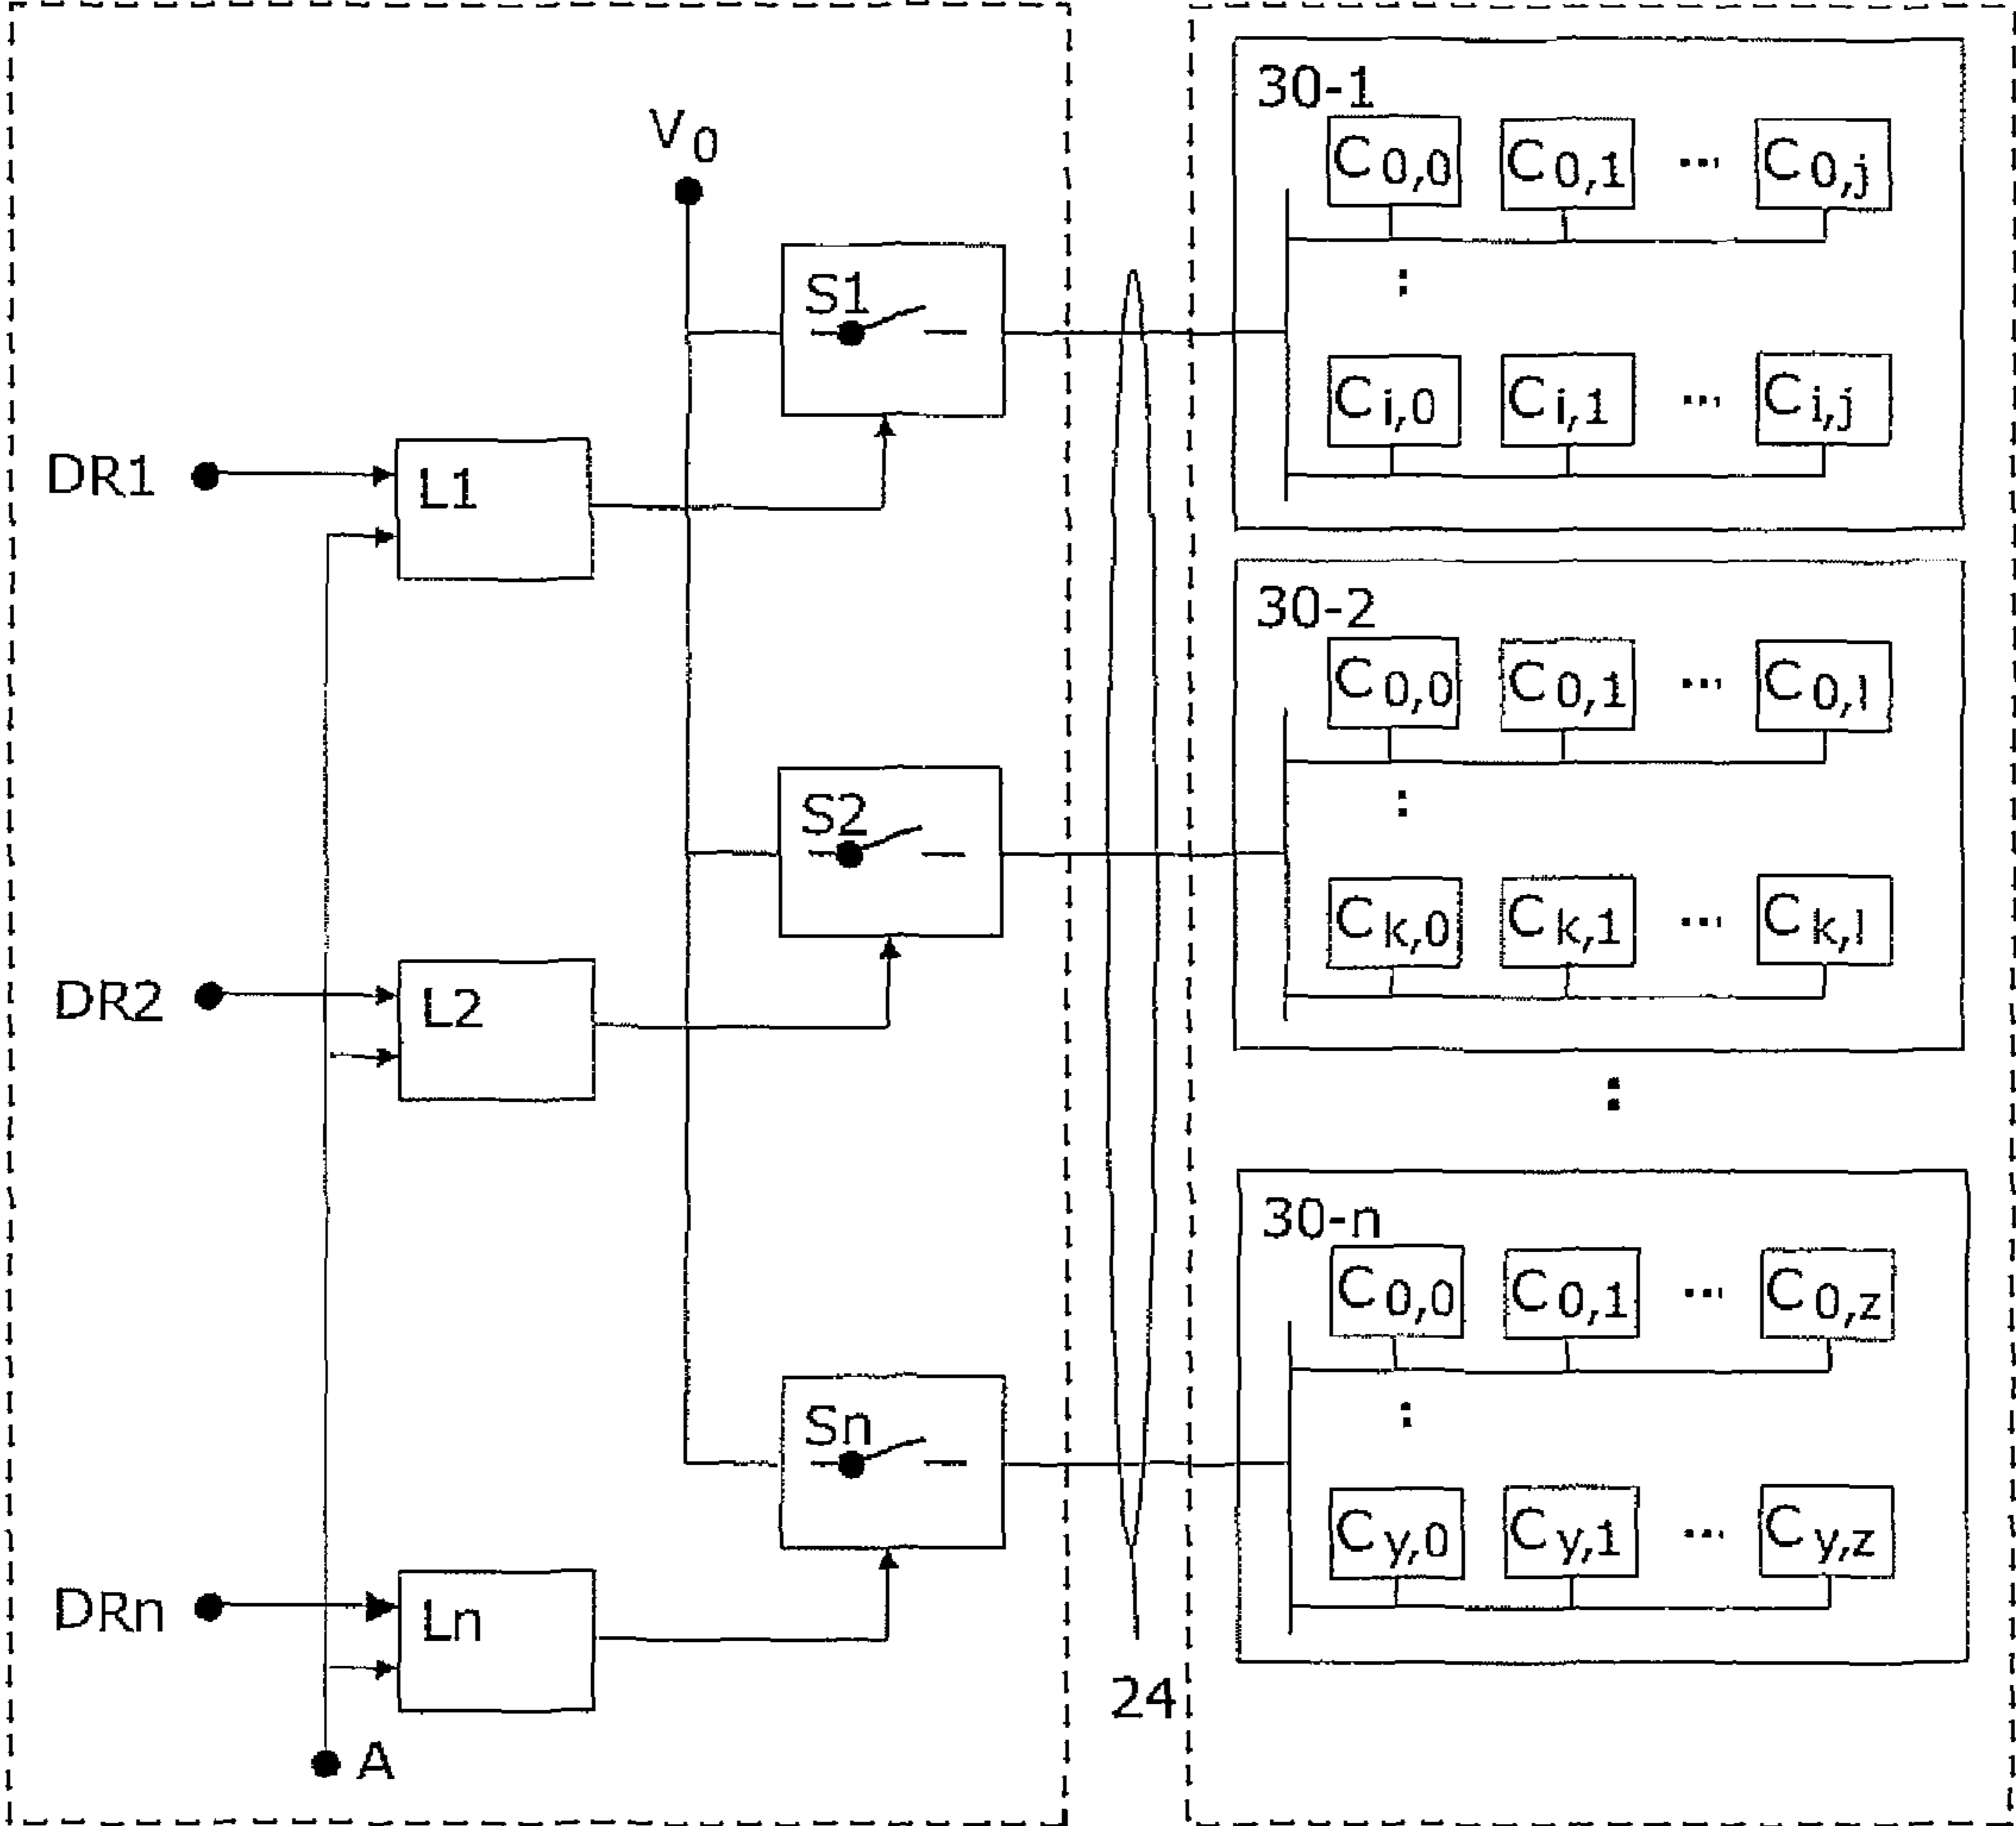 V0
S1
DR1
L1
S2
DR2
L2
Sn
DRn
Ln
A
24
30-1
C0,0 C0,1 ... C0,j
:
Ci,0 Ci,1 ... Ci,j
30-2
C0,0 C0,1 ... C0,l
:
Ck,0 Ck,1 ... Ck,l
:
30-n
C0,0 C0,1 ... C0,z
:
Cy,0 Cy,1 ... Cy,z